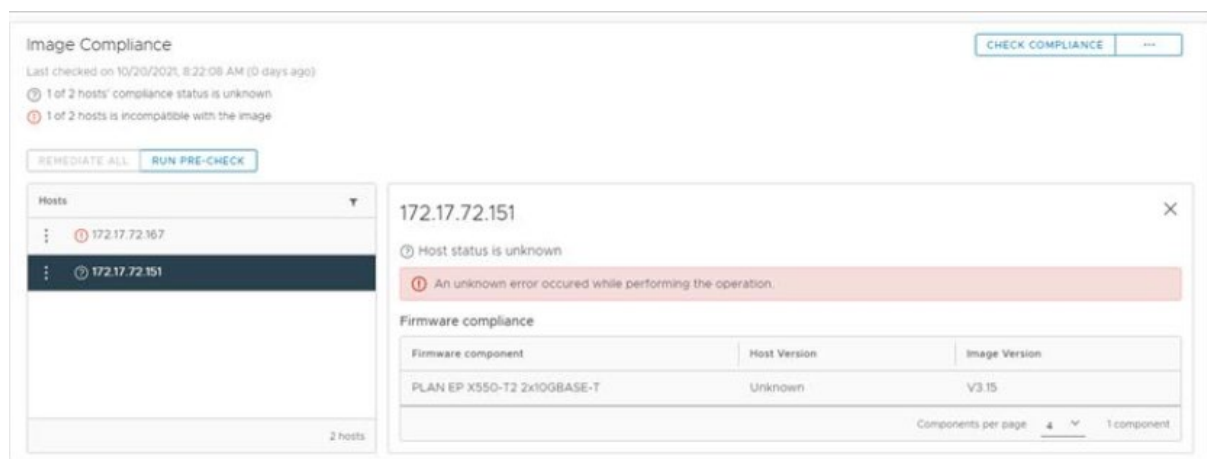 Image Compliance
CHECK COMPLIANCE ...
Last checked on 10/20/2021, 8:22:08 AM (0 days ago)
1 of 2 hosts' compliance status is unknown
1 of 2 hosts is incompatible with the image
REMEDIATE ALL RUN PRE-CHECK
Hosts
172.17.72.167
172.17.72.151
2 hosts
172.17.72.151
Host status is unknown
An unknown error occured while performing the operation.
Firmware compliance
Firmware component Host Version Image Version
PLAN EP X550-T2 2x10GBASE-T Unknown V3.15
Components per page 4 1 component